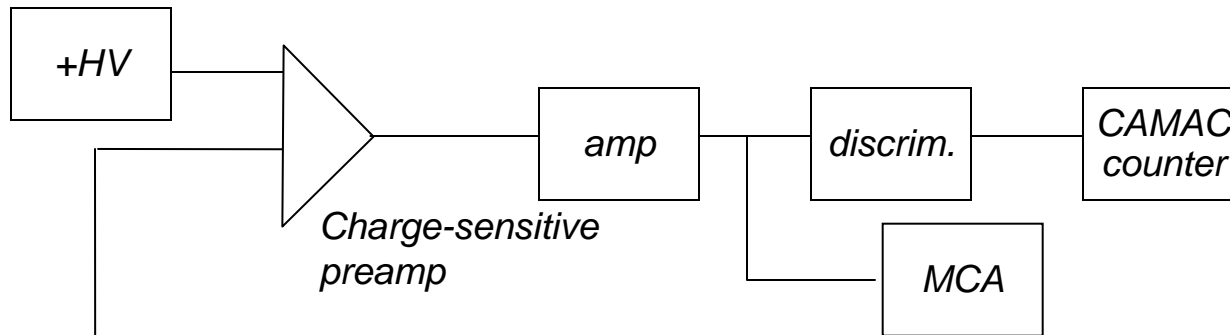 +HV
amp
discrim.
CAMAC
counter
Charge-sensitive
preamp
MCA